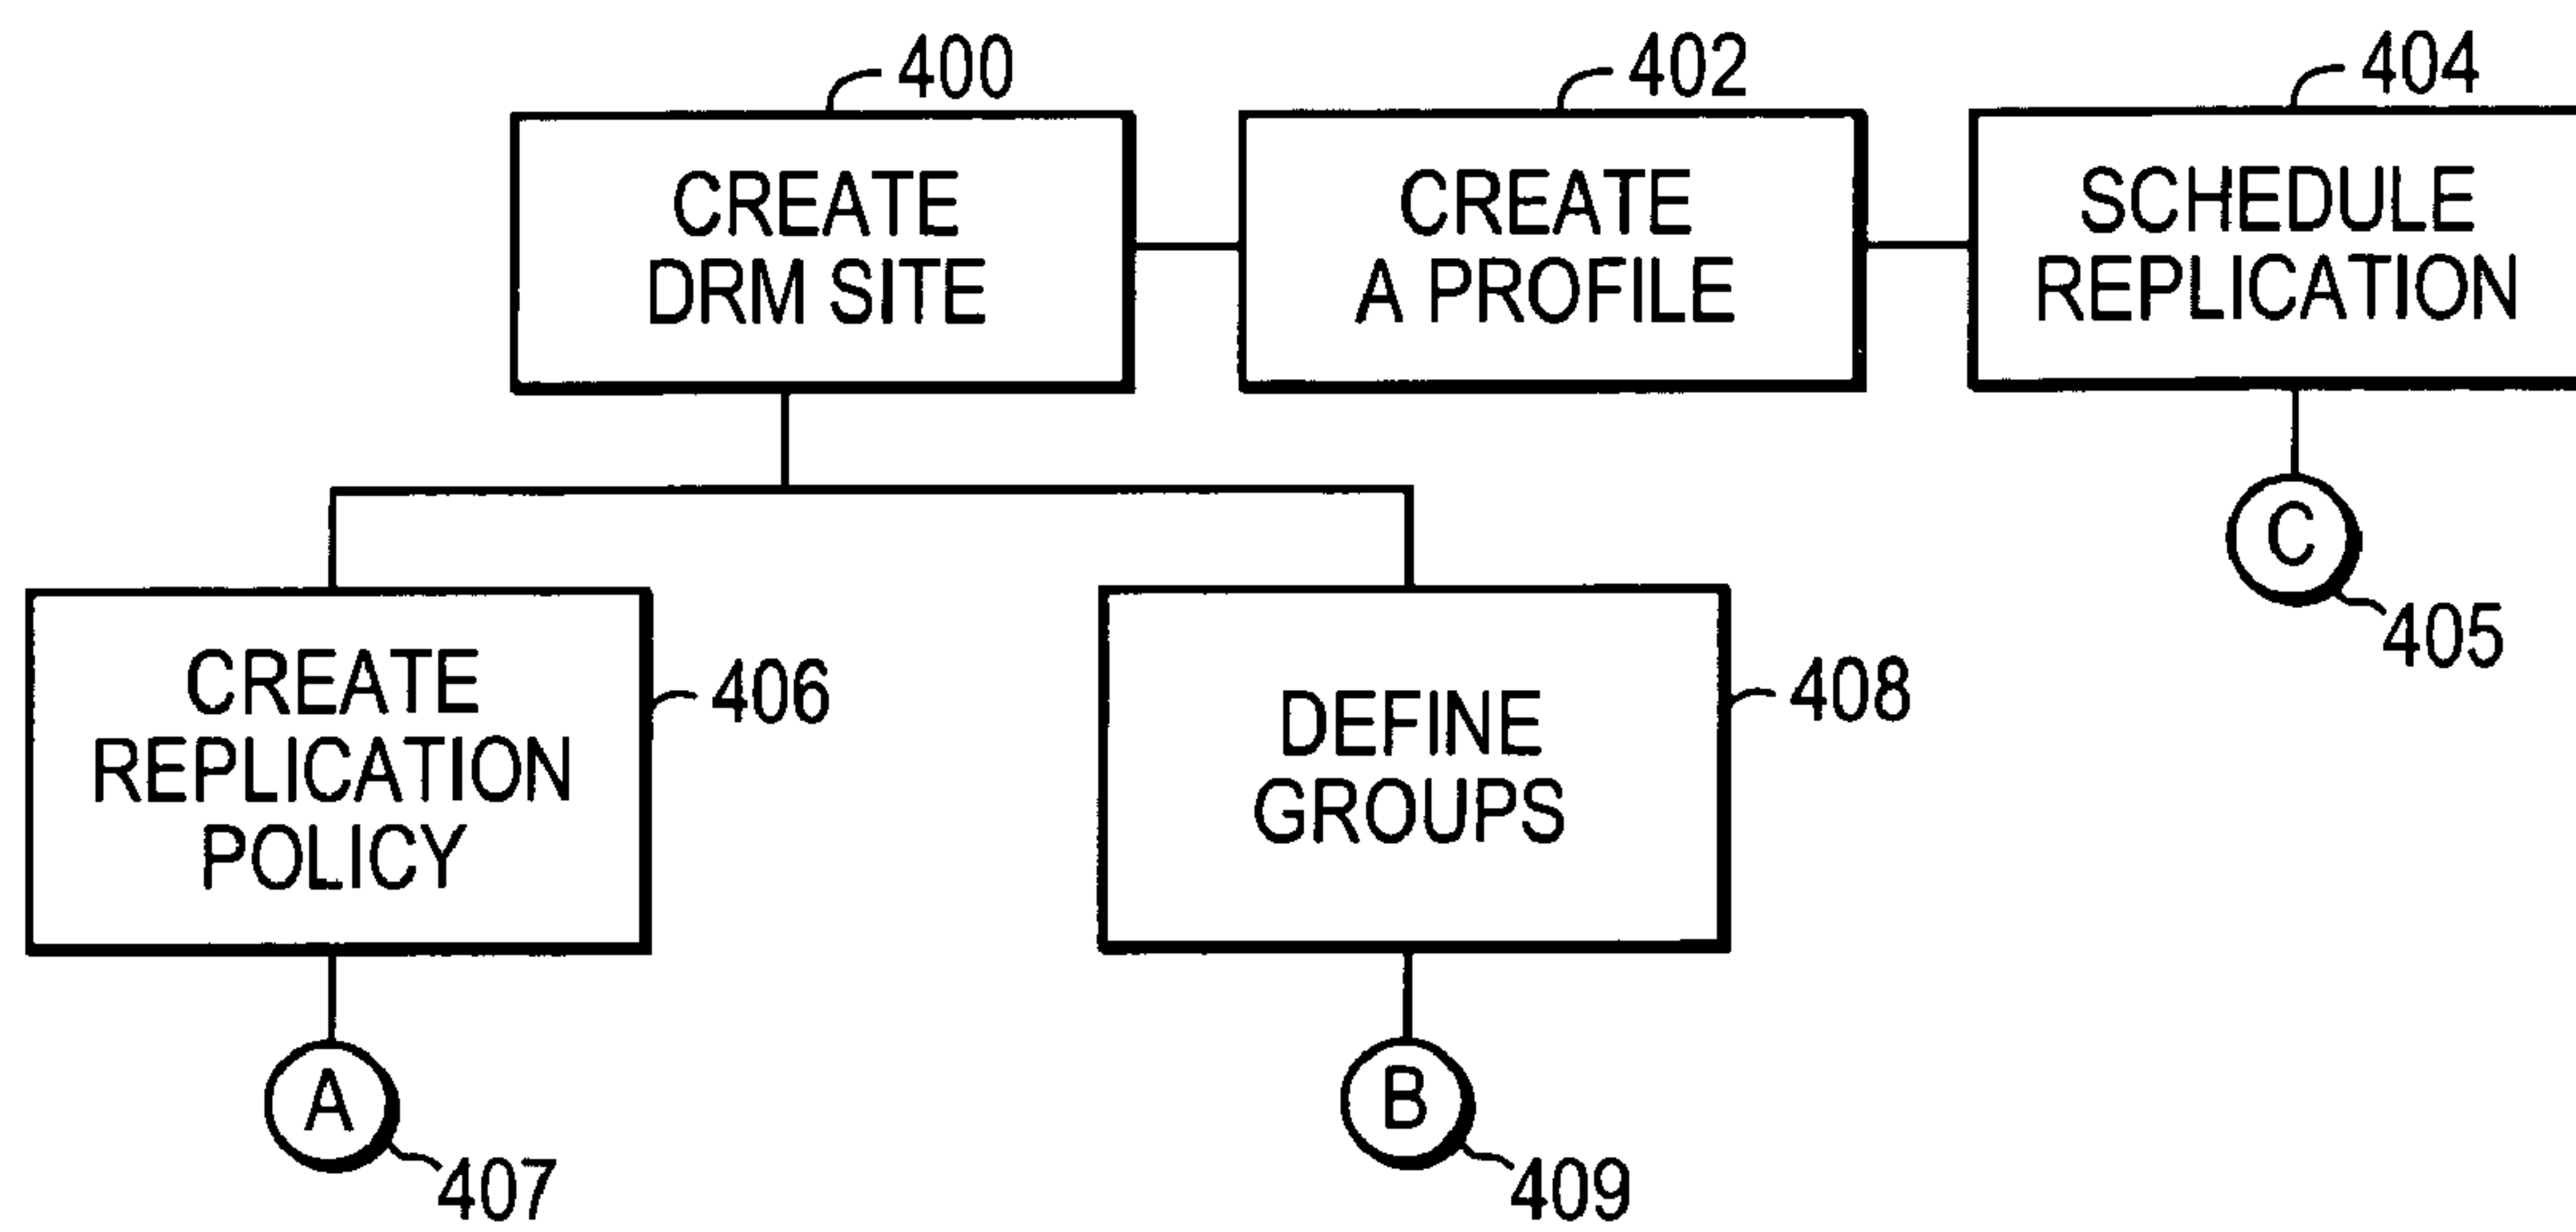 400
402
404
CREATE
DRM SITE
CREATE
A PROFILE
SCHEDULE
REPLICATION
C
405
CREATE
REPLICATION
POLICY
406
DEFINE
GROUPS
408
A
407
B
409